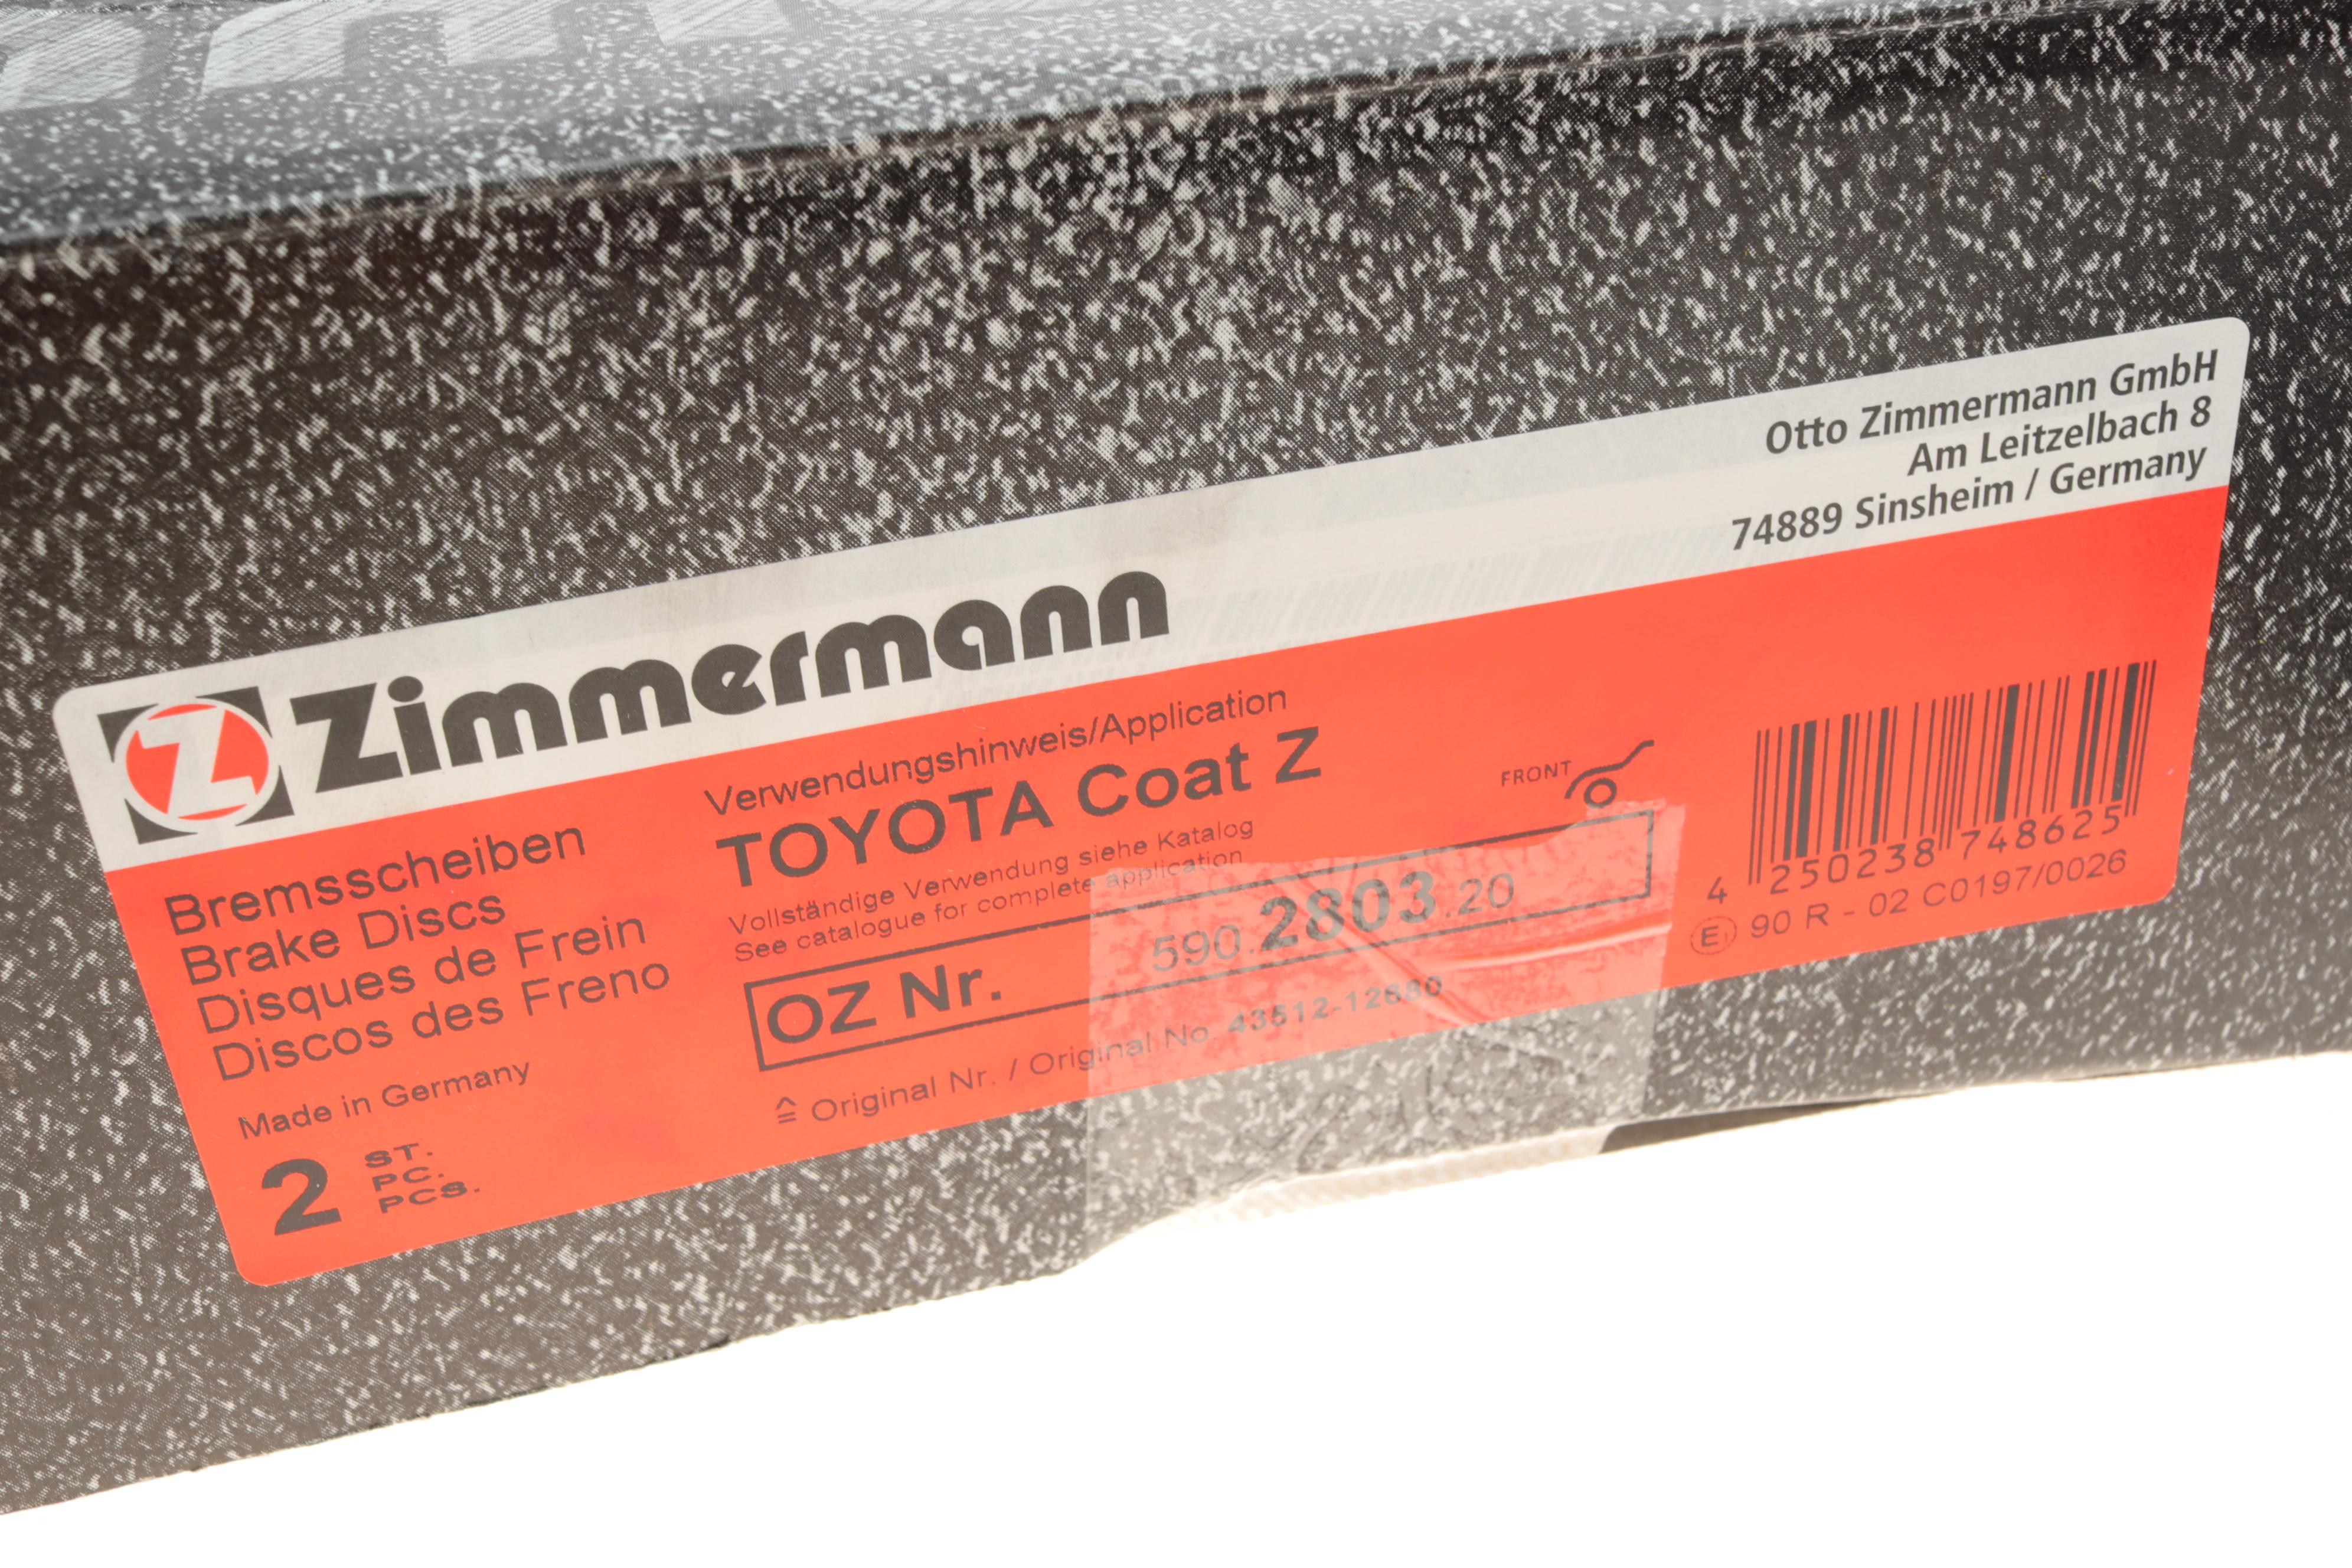 Otto Zimmermann GmbH
Am Leitzelbach 8
74889 Sinsheim / Germany
Z Zimmermann
Bremsscheiben
Brake Discs
Disques de Frein
Discos des Freno
Made in Germany
2 ST.
PC.
PCS.
Verwendungshinweis/Application
TOYOTA Coat Z
Vollständige Verwendung siehe Katalog
See catalogue for complete application
OZ Nr. 590.2803.20
≙ Original Nr. / Original No. 43512-12680
FRONT
4 250238 748625
E1 90 R - 02 C0197/0026